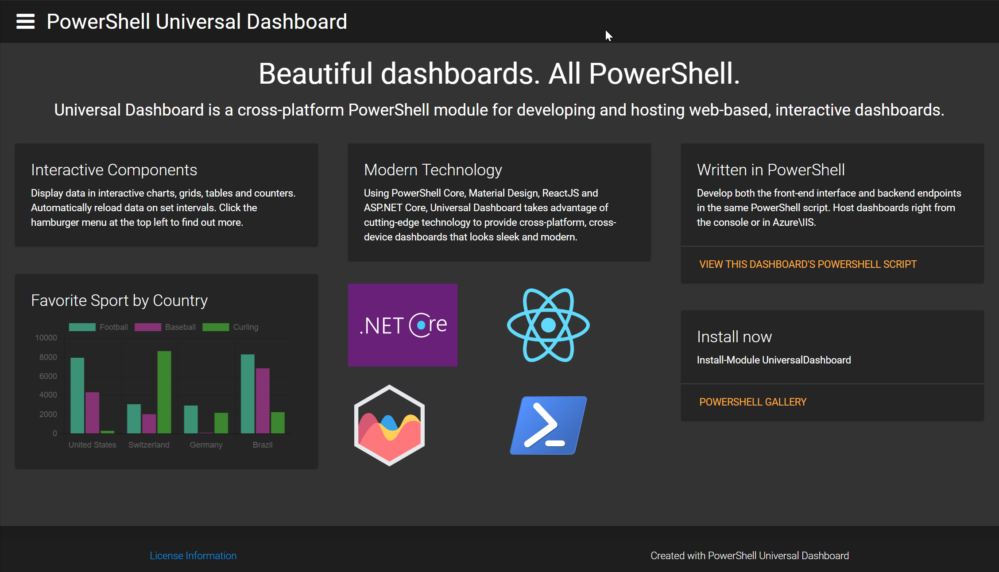 PowerShell Universal Dashboard
Beautiful dashboards. All PowerShell.
Universal Dashboard is a cross-platform PowerShell module for developing and hosting web-based, interactive dashboards.
Interactive Components
Display data in interactive charts, grids, tables and counters.
Automatically reload data on set intervals. Click the
hamburger menu at the top left to find out more.
Favorite Sport by Country
Football Baseball Curling
10000
8000
6000
4000
2000
0
United States Switzerland Germany Brazil
Modern Technology
Using PowerShell Core, Material Design, ReactJS and
ASP.NET Core, Universal Dashboard takes advantage of
cutting-edge technology to provide cross-platform, cross-
device dashboards that looks sleek and modern.
.NET Core
Written in PowerShell
Develop both the front-end interface and backend endpoints
in the same PowerShell script. Host dashboards right from
the console or in Azure\IIS.
VIEW THIS DASHBOARD'S POWERSHELL SCRIPT
Install now
Install-Module UniversalDashboard
POWERSHELL GALLERY
License Information
Created with PowerShell Universal Dashboard